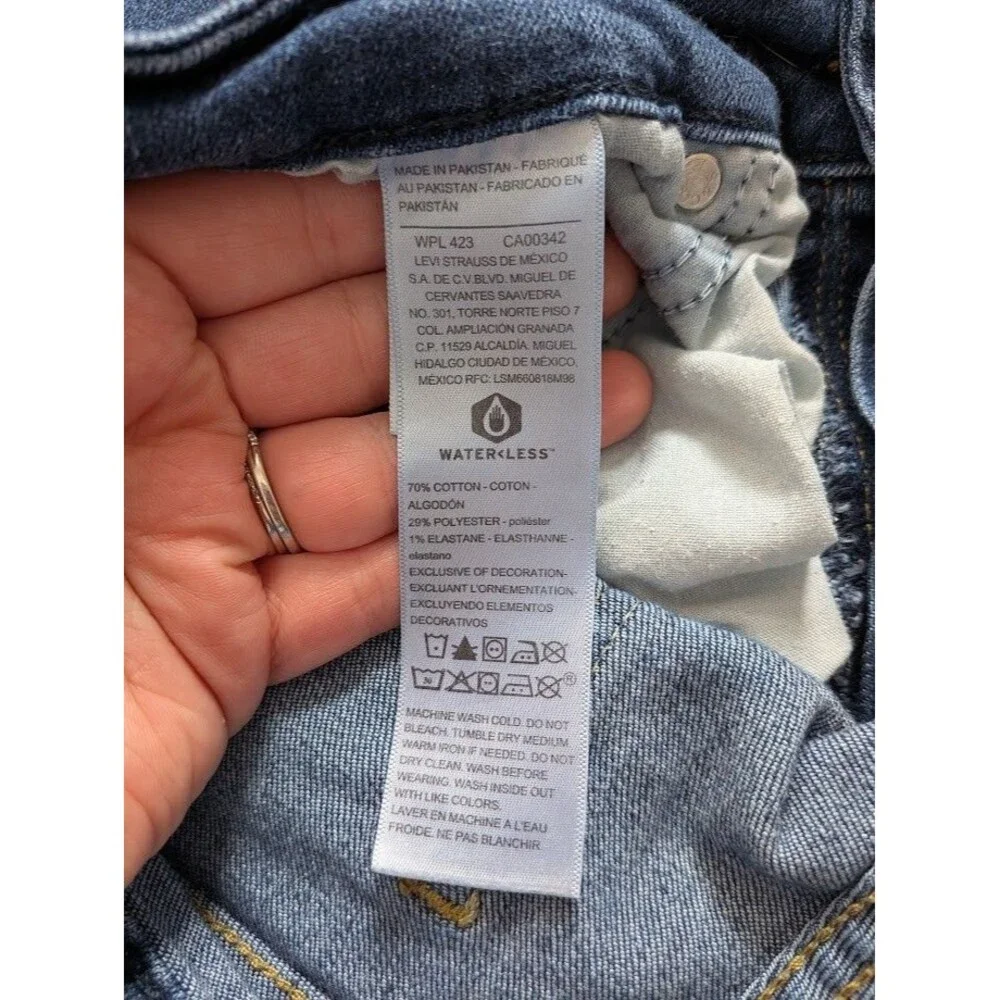 MADE IN PAKISTAN - FABRIQUÉ
AU PAKISTAN - FABRICADO EN
PAKISTÁN
WPL 423 CA00342
LEVI STRAUSS DE MÉXICO
S.A. DE C.V.BLVD. MIGUEL DE
CERVANTES SAAVEDRA
NO. 301, TORRE NORTE PISO 7
COL. AMPLIACIÓN GRANADA
C.P. 11529 ALCALDÍA. MIGUEL
HIDALGO CIUDAD DE MÉXICO,
MÉXICO RFC: LSM660818M98
WATER<LESS™
70% COTTON - COTON -
ALGODÓN
29% POLYESTER - poliéster
1% ELASTANE - ELASTHANNE -
elastano
EXCLUSIVE OF DECORATION-
EXCLUANT L'ORNEMENTATION-
EXCLUYENDO ELEMENTOS
DECORATIVOS
30 ®
MACHINE WASH COLD. DO NOT
BLEACH. TUMBLE DRY MEDIUM
WARM IRON IF NEEDED. DO NOT
DRY CLEAN. WASH BEFORE
WEARING. WASH INSIDE OUT
WITH LIKE COLORS.
LAVER EN MACHINE A L'EAU
FROIDE. NE PAS BLANCHIR